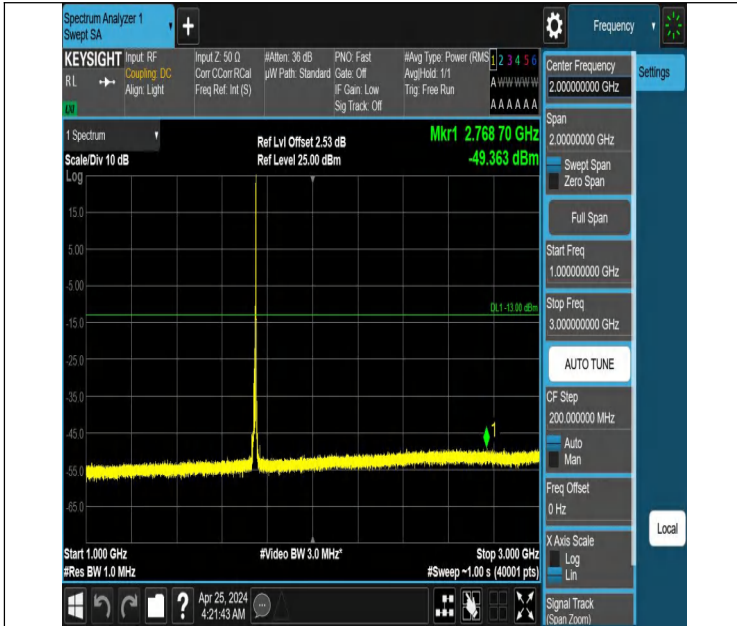 Spectrum Analyzer 1
Swept SA
+
Frequency
KEYSIGHT
RL
Input: RF
Coupling: DC
Align: Light
Input Z: 50 Ω
Corr CCorr RCal
Freq Ref: Int (S)
#Atten: 36 dB
µW Path: Standard
PNO: Fast
Gate: Off
IF Gain: Low
Sig Track: Off
#Avg Type: Power (RMS
Avg|Hold: 1/1
Trig: Free Run
1 2 3 4 5 6
A W W W W W
A A A A A A
1 Spectrum
Scale/Div 10 dB
Log
Ref Lvl Offset 2.53 dB
Ref Level 25.00 dBm
Mkr1 2.768 70 GHz
-49.363 dBm
15.0
5.00
-5.00
DL1 -13.00 dBm
-15.0
-25.0
-35.0
-45.0
1
-55.0
-65.0
Start 1.000 GHz
#Res BW 1.0 MHz
#Video BW 3.0 MHz*
Stop 3.000 GHz
#Sweep ~1.00 s (40001 pts)
?
Apr 25, 2024
4:21:43 AM
Center Frequency
2.000000000 GHz
Settings
Span
2.00000000 GHz
Swept Span
Zero Span
Full Span
Start Freq
1.000000000 GHz
Stop Freq
3.000000000 GHz
AUTO TUNE
CF Step
200.000000 MHz
Auto
Man
Freq Offset
0 Hz
X Axis Scale
Log
Lin
Local
Signal Track
(Span Zoom)